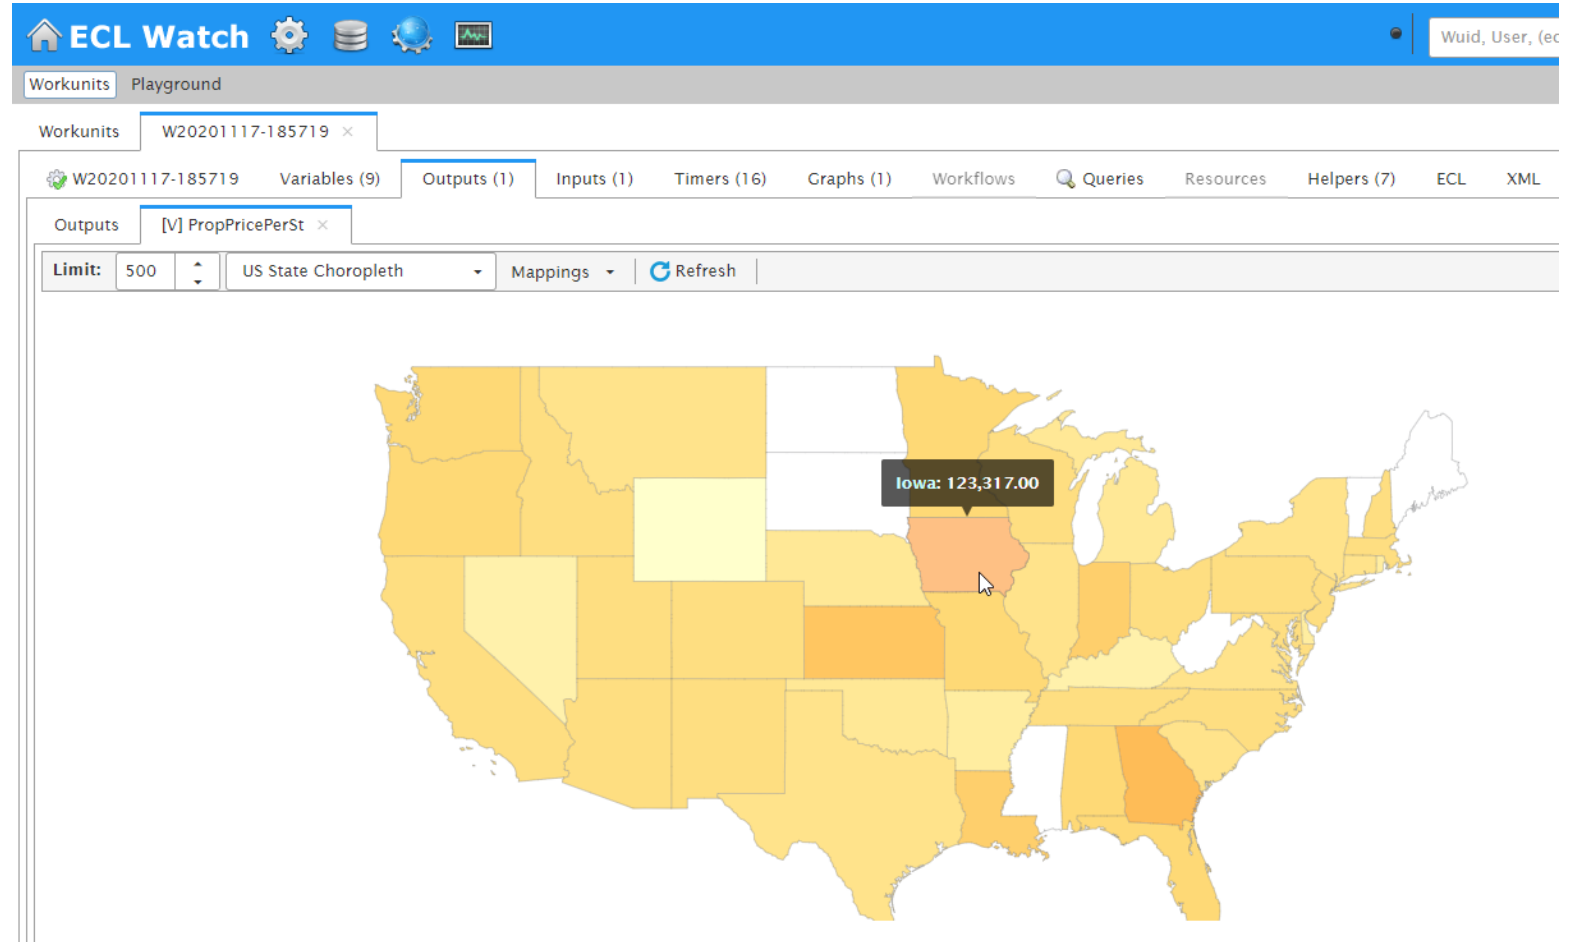 ECL Watch
Wuid, User, (ec
Workunits Playground
Workunits W20201117-185719 ×
W20201117-185719 Variables (9) Outputs (1) Inputs (1) Timers (16) Graphs (1) Workflows Queries Resources Helpers (7) ECL XML
Outputs [V] PropPricePerSt ×
Limit: 500 US State Choropleth Mappings Refresh
Iowa: 123,317.00